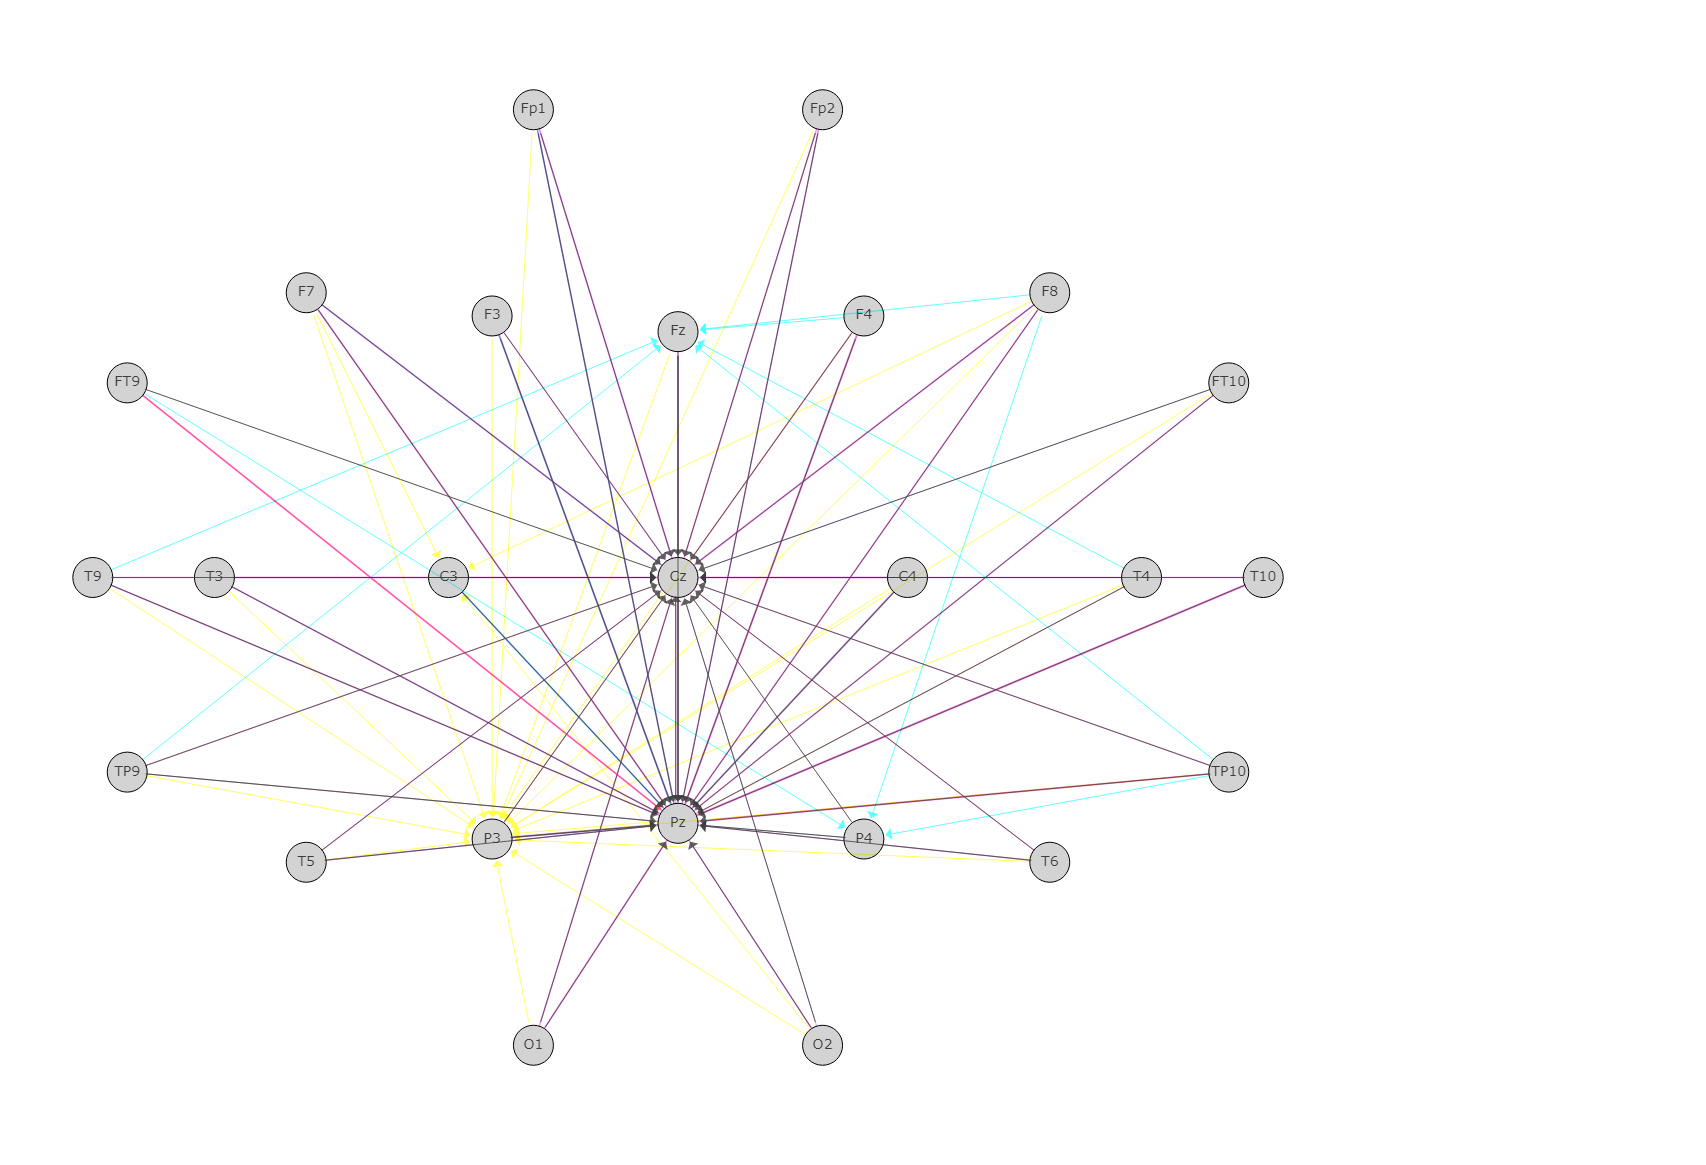 Fp1 Fp2
F7 F3 Fz F4 F8
FT9 FT10
T9 T3 C3 Cz C4 T4 T10
TP9 TP10
T5 P3 Pz P4 T6
O1 O2